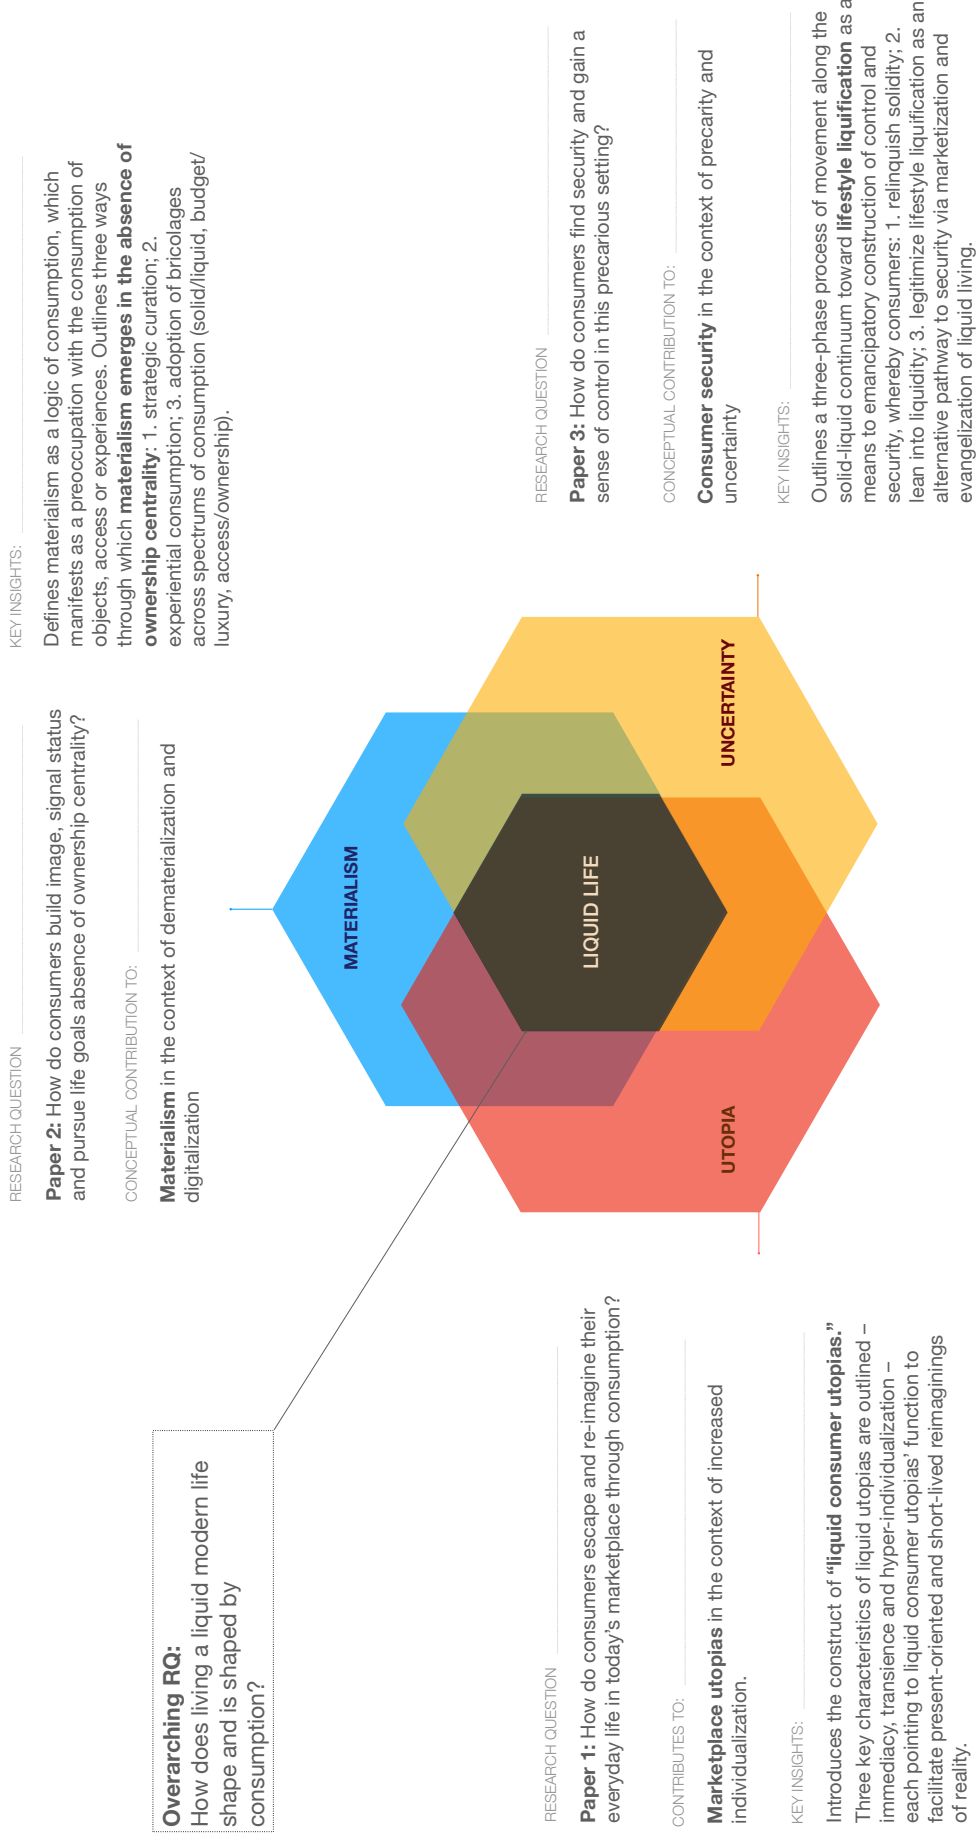 Overarching RQ:
How does living a liquid modern life
shape and is shaped by
consumption?
RESEARCH QUESTION
Paper 1: How do consumers escape and re-imagine their
everyday life in today's marketplace through consumption?
CONTRIBUTES TO:
Marketplace utopias in the context of increased
individualization.
KEY INSIGHTS:
Introduces the construct of “liquid consumer utopias.”
Three key characteristics of liquid utopias are outlined –
immediacy, transience and hyper-individualization –
each pointing to liquid consumer utopias’ function to
facilitate present-oriented and short-lived reimaginings
of reality.
RESEARCH QUESTION
Paper 2: How do consumers build image, signal status
and pursue life goals absence of ownership centrality?
CONCEPTUAL CONTRIBUTION TO:
Materialism in the context of dematerialization and
digitalization
KEY INSIGHTS:
Defines materialism as a logic of consumption, which
manifests as a preoccupation with the consumption of
objects, access or experiences. Outlines three ways
through which materialism emerges in the absence of
ownership centrality: 1. strategic curation; 2.
experiential consumption; 3. adoption of bricolages
across spectrums of consumption (solid/liquid, budget/
luxury, access/ownership).
MATERIALISM
LIQUID LIFE
UTOPIA
UNCERTAINTY
RESEARCH QUESTION
Paper 3: How do consumers find security and gain a
sense of control in this precarious setting?
CONCEPTUAL CONTRIBUTION TO:
Consumer security in the context of precarity and
uncertainty
KEY INSIGHTS:
Outlines a three-phase process of movement along the
solid-liquid continuum toward lifestyle liquification as a
means to emancipatory construction of control and
security, whereby consumers: 1. relinquish solidity; 2.
lean into liquidity; 3. legitimize lifestyle liquification as an
alternative pathway to security via marketization and
evangelization of liquid living.